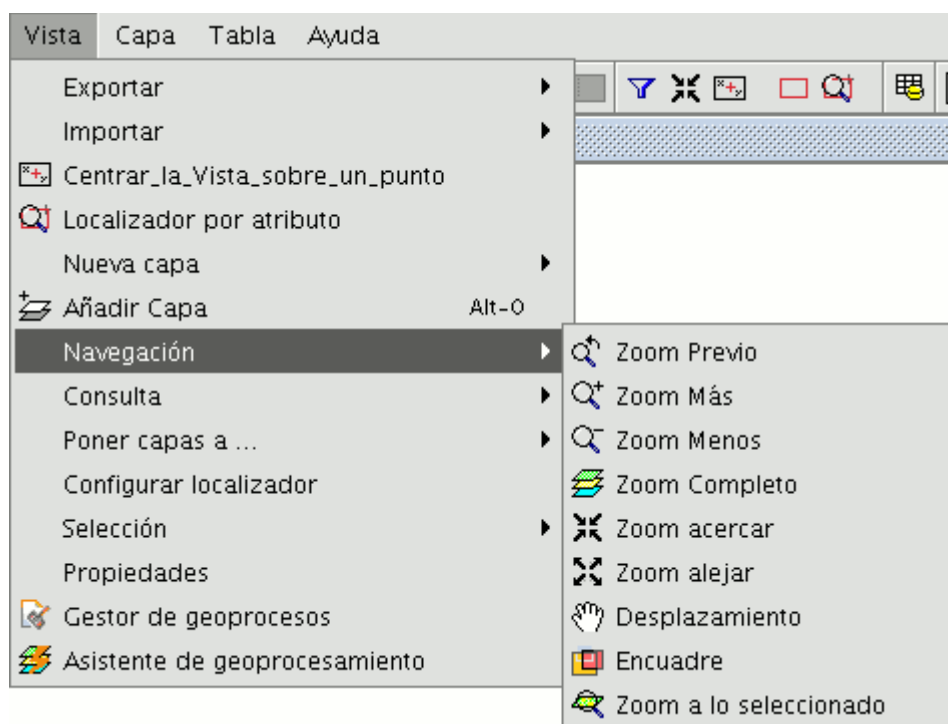 Vista Capa Tabla Ayuda
Exportar
Importar
Centrar_la_Vista_sobre_un_punto
Localizador por atributo
Nueva capa
Añadir Capa Alt-O
Navegación
Consulta
Poner capas a ...
Configurar localizador
Selección
Propiedades
Gestor de geoprocesos
Asistente de geoprocesamiento
Zoom Previo
Zoom Más
Zoom Menos
Zoom Completo
Zoom acercar
Zoom alejar
Desplazamiento
Encuadre
Zoom a lo seleccionado